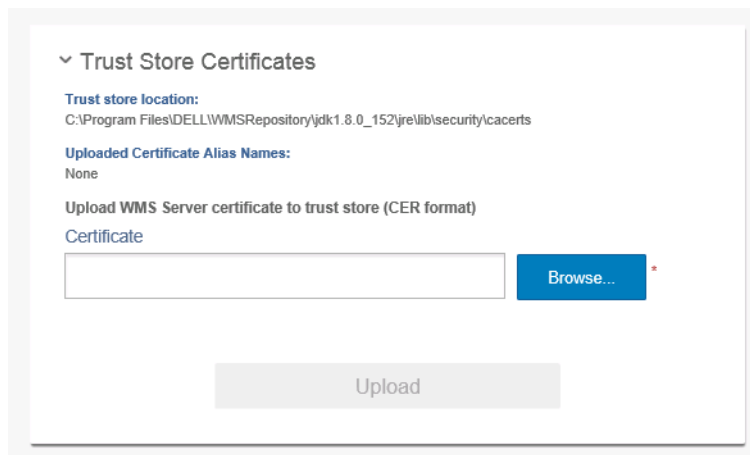 Trust Store Certificates
Trust store location:
C:\Program Files\DELL\WMSRepository\jdk1.8.0_152\jre\lib\security\cacerts
Uploaded Certificate Alias Names:
None
Upload WMS Server certificate to trust store (CER format)
Certificate
Browse... *
Upload